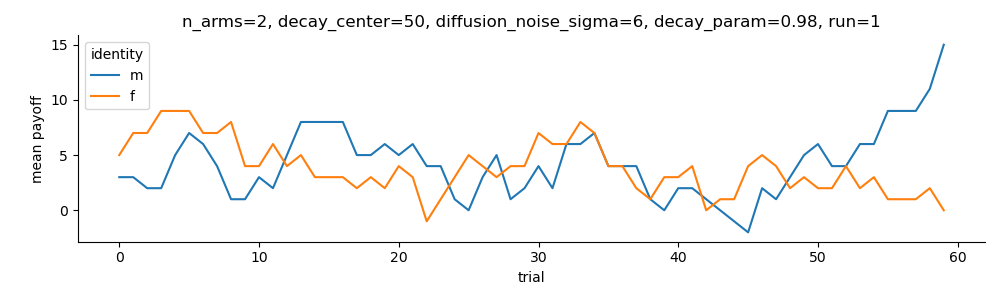 n_arms=2, decay_center=50, diffusion_noise_sigma=6, decay_param=0.98, run=1
identity
m
f
mean payoff
15
10
5
0
0 10 20 30 40 50 60
trial